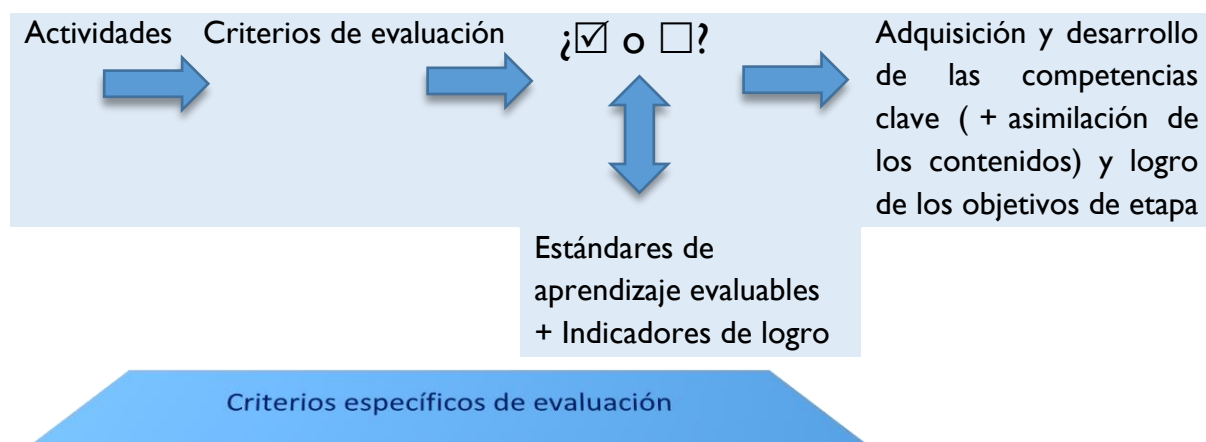 Actividades
Criterios de evaluación
¿☑ o ☐?
Adquisición y desarrollo
de las competencias
clave ( + asimilación de
los contenidos) y logro
de los objetivos de etapa
Estándares de
aprendizaje evaluables
+ Indicadores de logro
Criterios específicos de evaluación